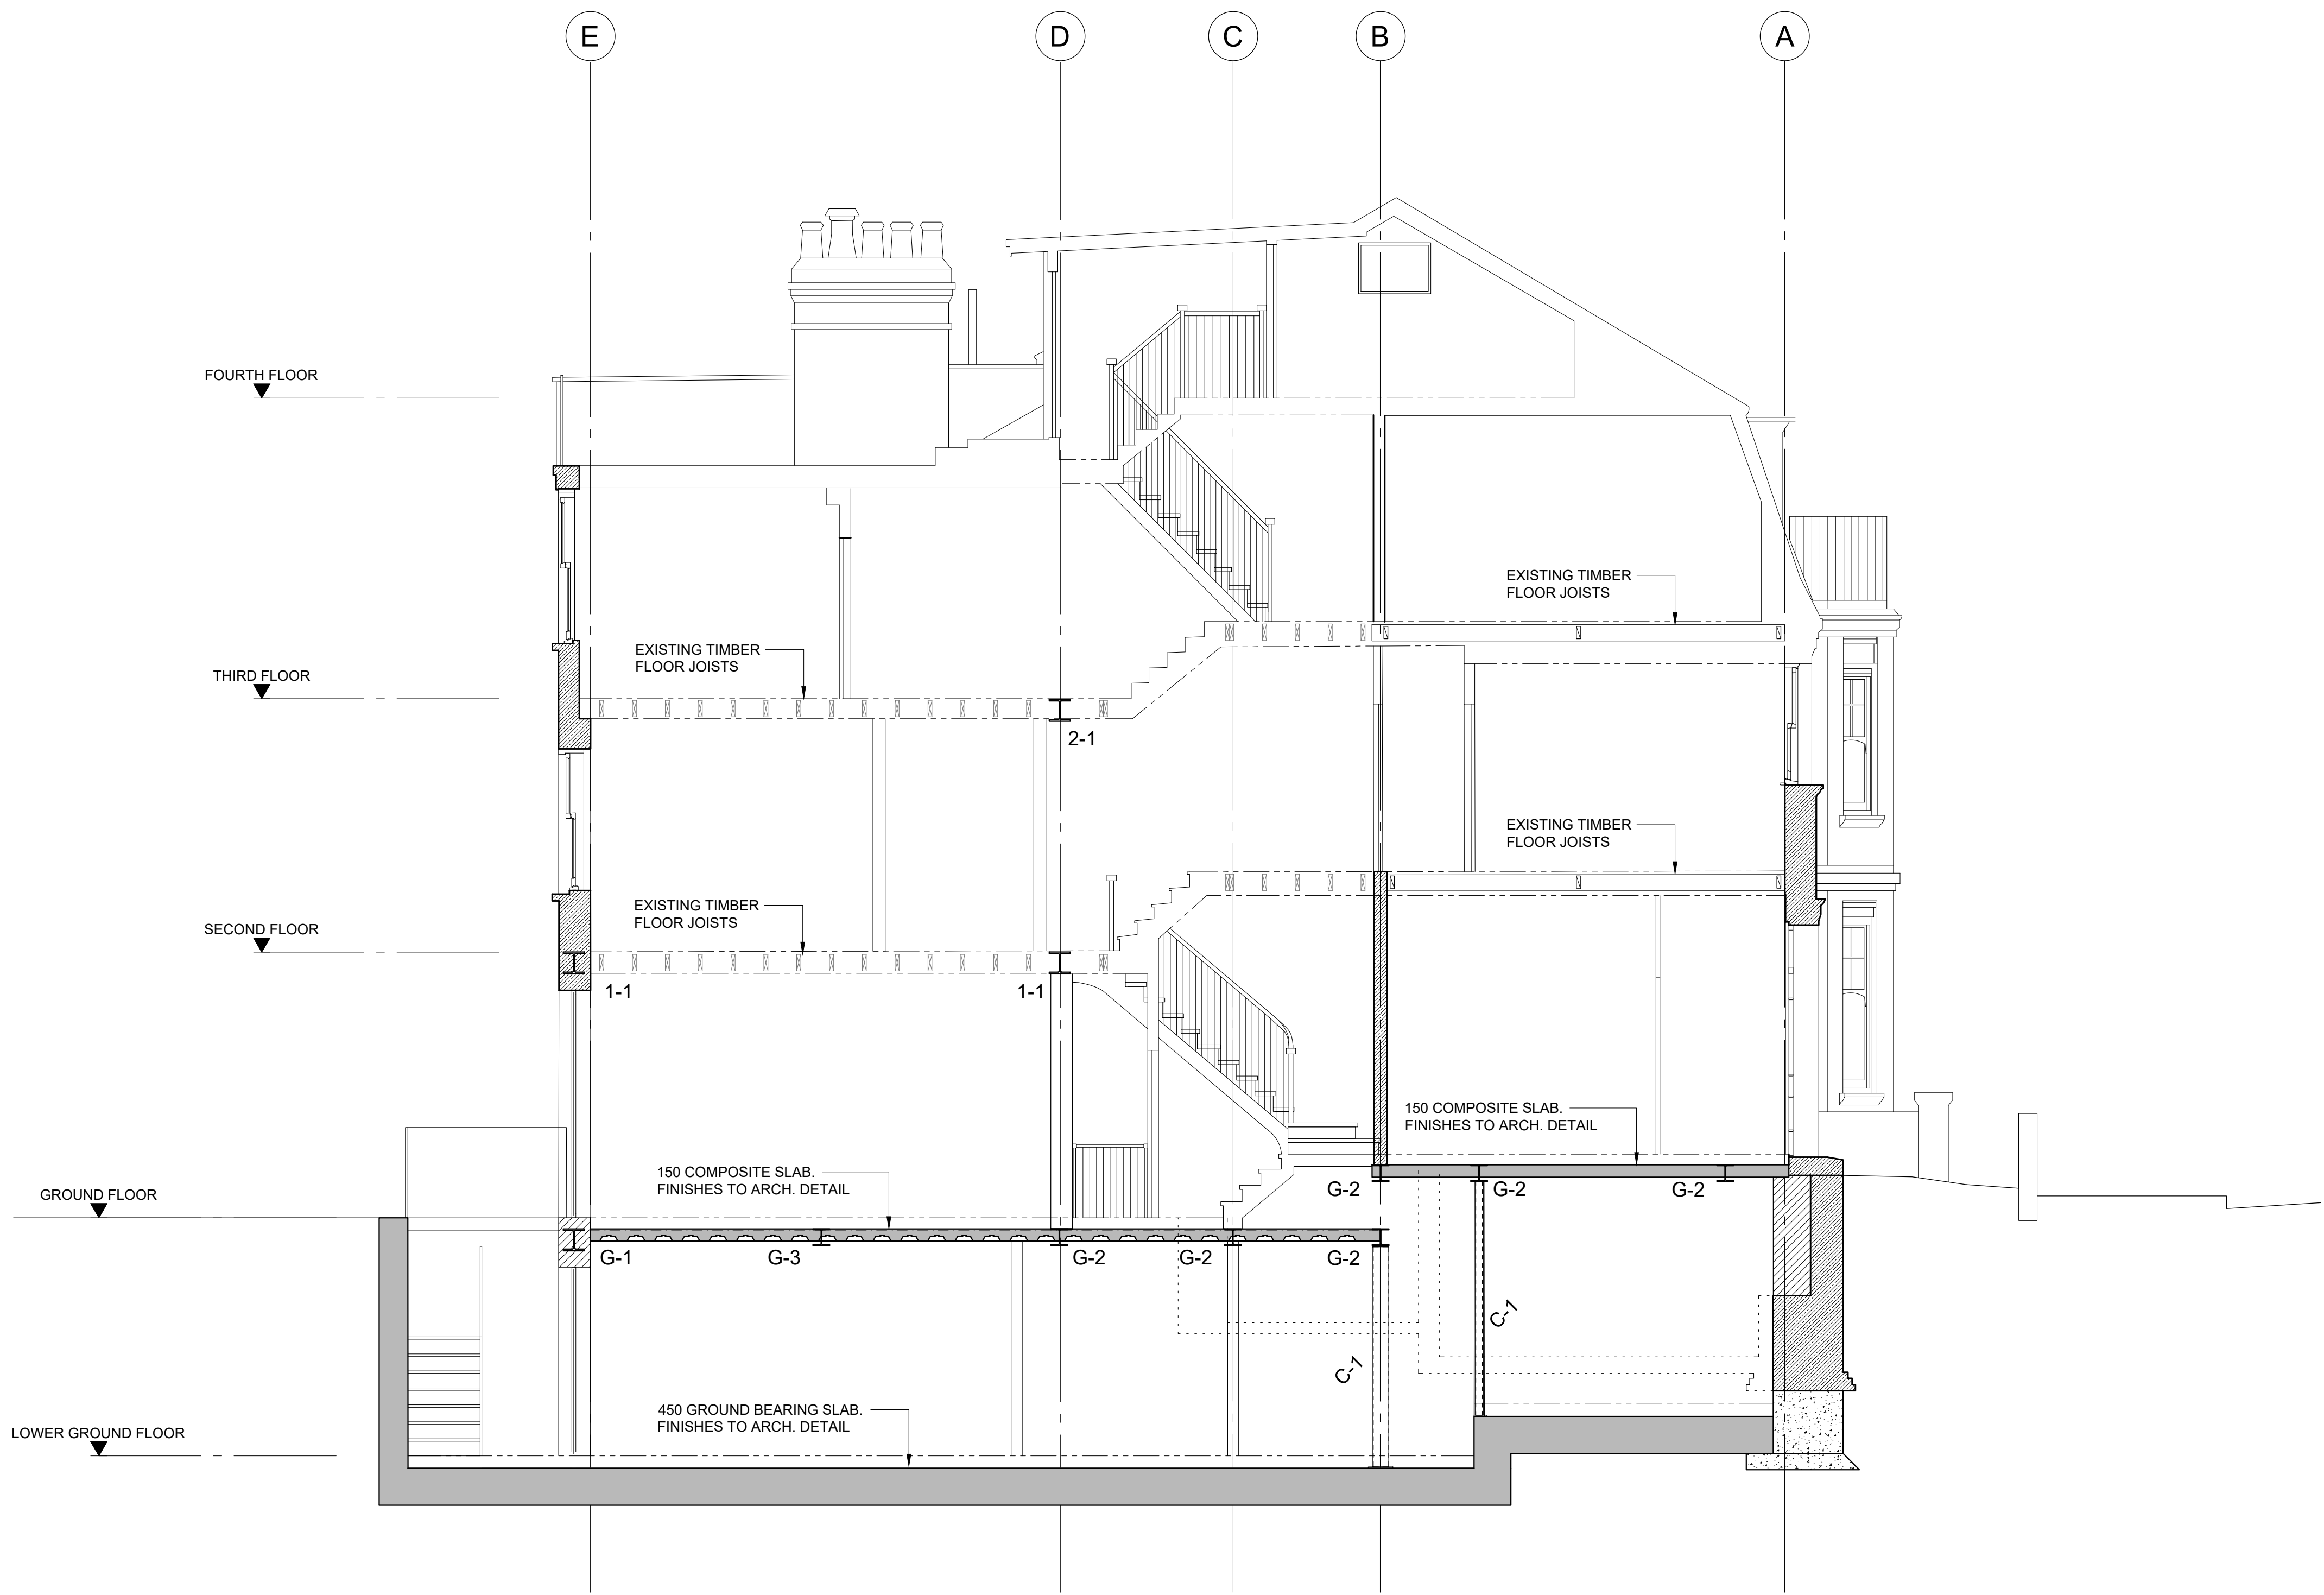 E
D
C
B
A
FOURTH FLOOR
EXISTING TIMBER
FLOOR JOISTS
EXISTING TIMBER
FLOOR JOISTS
THIRD FLOOR
2-1
EXISTING TIMBER
FLOOR JOISTS
EXISTING TIMBER
FLOOR JOISTS
SECOND FLOOR
1-1
1-1
150 COMPOSITE SLAB.
FINISHES TO ARCH. DETAIL
150 COMPOSITE SLAB.
FINISHES TO ARCH. DETAIL
G-2
G-2
G-2
GROUND FLOOR
G-1
G-3
G-2
G-2
G-2
C-1
C-1
450 GROUND BEARING SLAB.
FINISHES TO ARCH. DETAIL
LOWER GROUND FLOOR